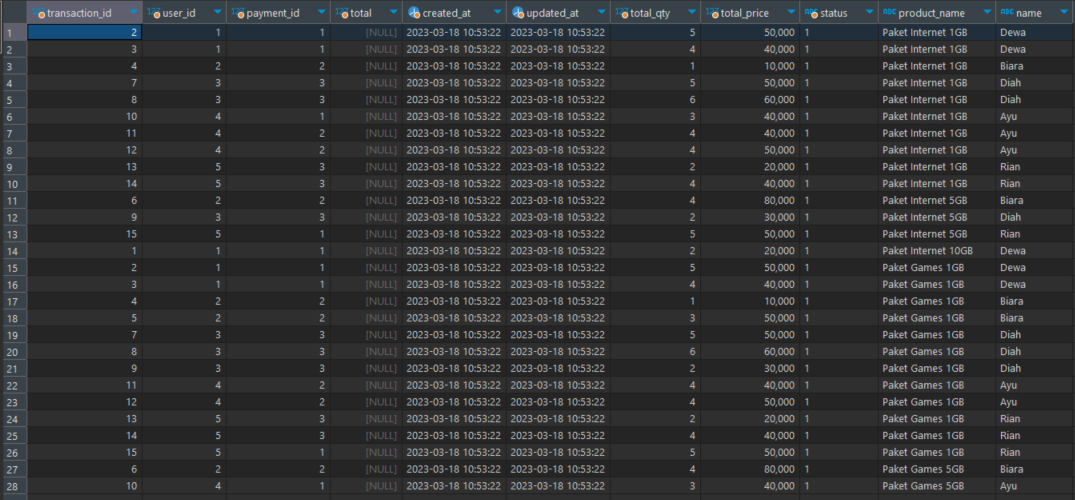 123 transaction_id 123 user_id 123 payment_id 123 total created_at updated_at 123 total_qty 123 total_price ABC status ABC product_name ABC name
1 2 1 1 [NULL] 2023-03-18 10:53:22 2023-03-18 10:53:22 5 50,000 1 Paket Internet 1GB Dewa
2 3 1 1 [NULL] 2023-03-18 10:53:22 2023-03-18 10:53:22 4 40,000 1 Paket Internet 1GB Dewa
3 4 2 2 [NULL] 2023-03-18 10:53:22 2023-03-18 10:53:22 1 10,000 1 Paket Internet 1GB Biara
4 7 3 3 [NULL] 2023-03-18 10:53:22 2023-03-18 10:53:22 5 50,000 1 Paket Internet 1GB Diah
5 8 3 3 [NULL] 2023-03-18 10:53:22 2023-03-18 10:53:22 6 60,000 1 Paket Internet 1GB Diah
6 10 4 1 [NULL] 2023-03-18 10:53:22 2023-03-18 10:53:22 3 40,000 1 Paket Internet 1GB Ayu
7 11 4 2 [NULL] 2023-03-18 10:53:22 2023-03-18 10:53:22 4 40,000 1 Paket Internet 1GB Ayu
8 12 4 2 [NULL] 2023-03-18 10:53:22 2023-03-18 10:53:22 4 50,000 1 Paket Internet 1GB Ayu
9 13 5 3 [NULL] 2023-03-18 10:53:22 2023-03-18 10:53:22 2 20,000 1 Paket Internet 1GB Rian
10 14 5 3 [NULL] 2023-03-18 10:53:22 2023-03-18 10:53:22 4 40,000 1 Paket Internet 1GB Rian
11 6 2 2 [NULL] 2023-03-18 10:53:22 2023-03-18 10:53:22 4 80,000 1 Paket Internet 5GB Biara
12 9 3 3 [NULL] 2023-03-18 10:53:22 2023-03-18 10:53:22 2 30,000 1 Paket Internet 5GB Diah
13 15 5 1 [NULL] 2023-03-18 10:53:22 2023-03-18 10:53:22 5 50,000 1 Paket Internet 5GB Rian
14 1 1 1 [NULL] 2023-03-18 10:53:22 2023-03-18 10:53:22 2 20,000 1 Paket Internet 10GB Dewa
15 2 1 1 [NULL] 2023-03-18 10:53:22 2023-03-18 10:53:22 5 50,000 1 Paket Games 1GB Dewa
16 3 1 1 [NULL] 2023-03-18 10:53:22 2023-03-18 10:53:22 4 40,000 1 Paket Games 1GB Dewa
17 4 2 2 [NULL] 2023-03-18 10:53:22 2023-03-18 10:53:22 1 10,000 1 Paket Games 1GB Biara
18 5 2 2 [NULL] 2023-03-18 10:53:22 2023-03-18 10:53:22 3 50,000 1 Paket Games 1GB Biara
19 7 3 3 [NULL] 2023-03-18 10:53:22 2023-03-18 10:53:22 5 50,000 1 Paket Games 1GB Diah
20 8 3 3 [NULL] 2023-03-18 10:53:22 2023-03-18 10:53:22 6 60,000 1 Paket Games 1GB Diah
21 9 3 3 [NULL] 2023-03-18 10:53:22 2023-03-18 10:53:22 2 30,000 1 Paket Games 1GB Diah
22 11 4 2 [NULL] 2023-03-18 10:53:22 2023-03-18 10:53:22 4 40,000 1 Paket Games 1GB Ayu
23 12 4 2 [NULL] 2023-03-18 10:53:22 2023-03-18 10:53:22 4 50,000 1 Paket Games 1GB Ayu
24 13 5 3 [NULL] 2023-03-18 10:53:22 2023-03-18 10:53:22 2 20,000 1 Paket Games 1GB Rian
25 14 5 3 [NULL] 2023-03-18 10:53:22 2023-03-18 10:53:22 4 40,000 1 Paket Games 1GB Rian
26 15 5 1 [NULL] 2023-03-18 10:53:22 2023-03-18 10:53:22 5 50,000 1 Paket Games 1GB Rian
27 6 2 2 [NULL] 2023-03-18 10:53:22 2023-03-18 10:53:22 4 80,000 1 Paket Games 5GB Biara
28 10 4 1 [NULL] 2023-03-18 10:53:22 2023-03-18 10:53:22 3 40,000 1 Paket Games 5GB Ayu